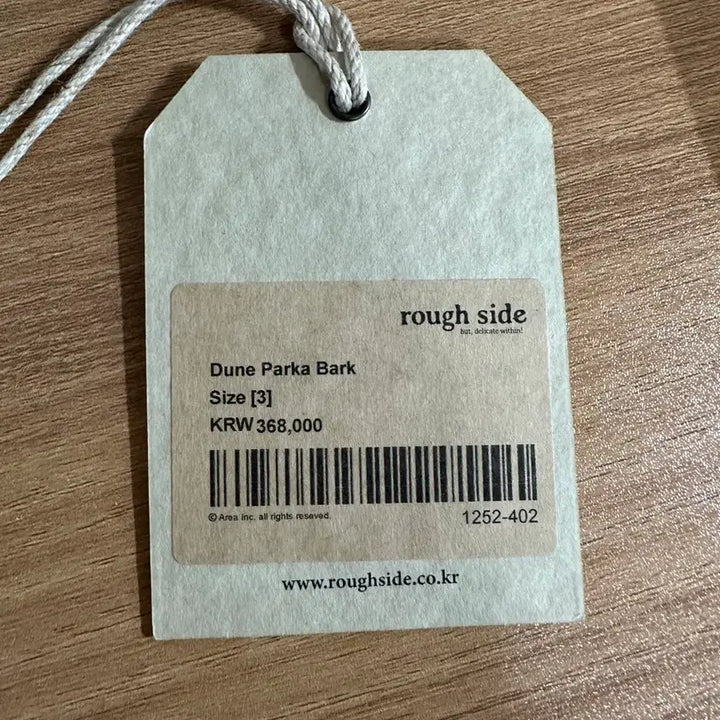 rough side
but, delicate within!
Dune Parka Bark
Size [3]
KRW 368,000
© Area inc. all rights reseved.
1252-402
www.roughside.co.kr